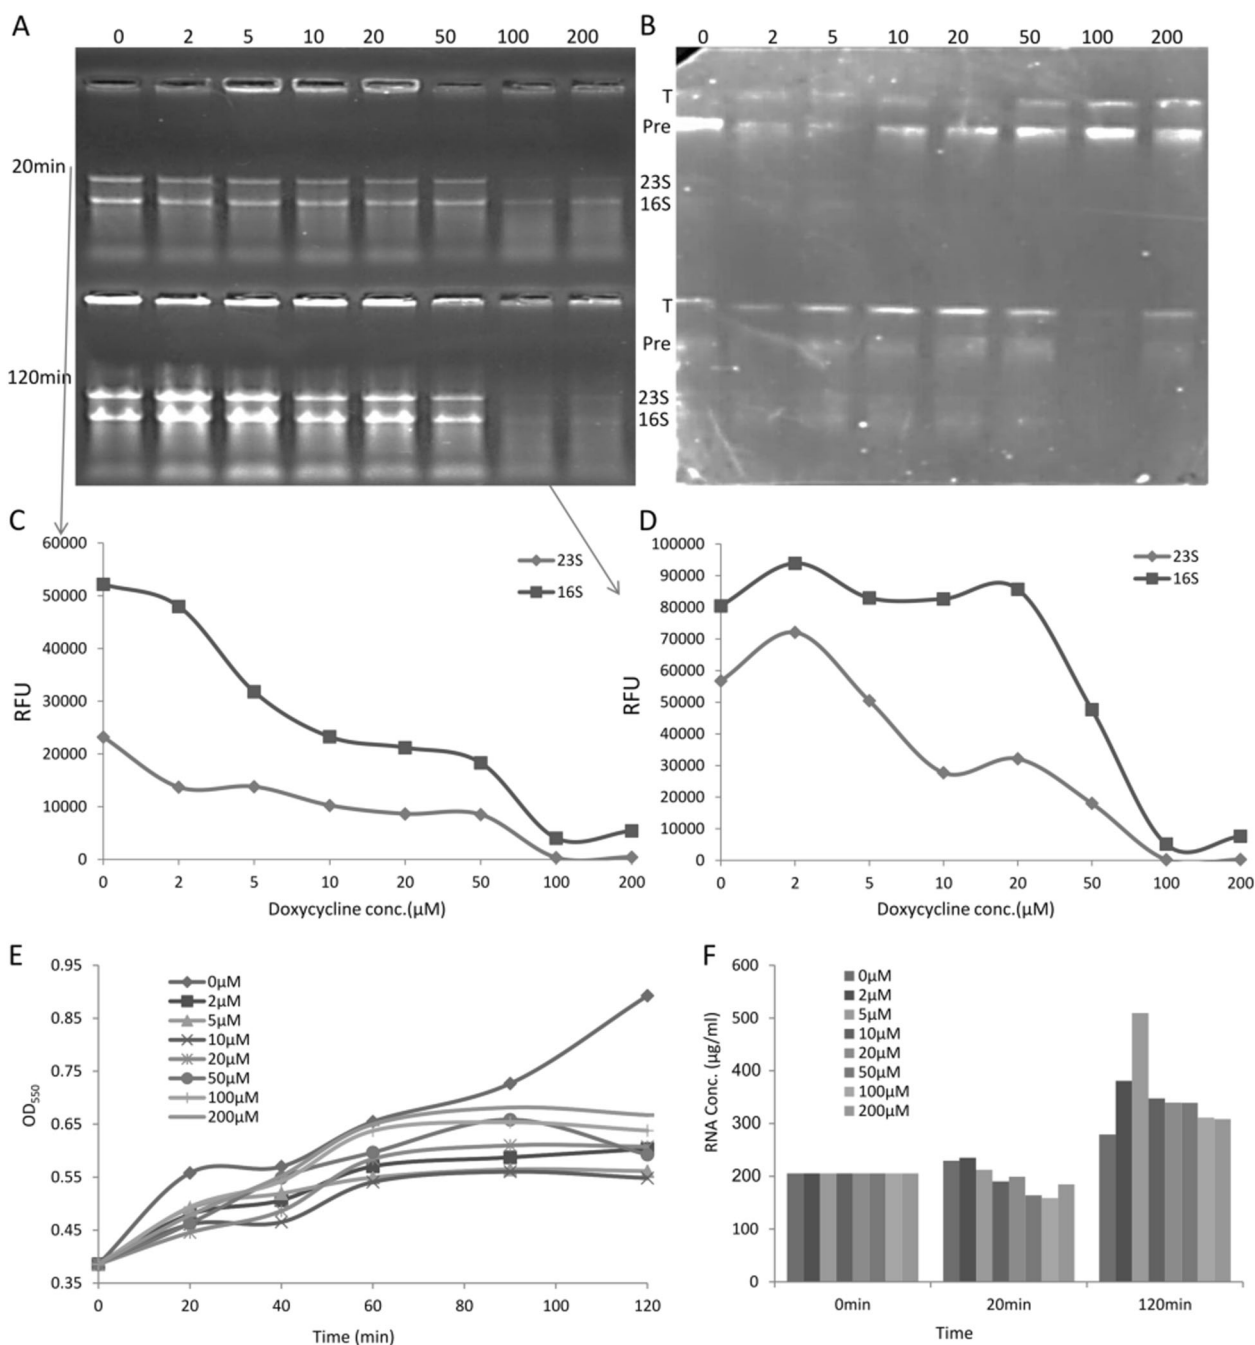 A
0 2 5 10 20 50 100 200
20min
120min
B
0 2 5 10 20 50 100 200
T
Pre
23S
16S
T
Pre
23S
16S
C
60000
50000
40000
30000
20000
10000
0
RFU
23S
16S
0 2 5 10 20 50 100 200
Doxycycline conc.(µM)
D
100000
90000
80000
70000
60000
50000
40000
30000
20000
10000
0
RFU
23S
16S
0 2 5 10 20 50 100 200
Doxycycline conc.(µM)
E
0.95
0.85
0.75
0.65
0.55
0.45
0.35
OD550
0µM
2µM
5µM
10µM
20µM
50µM
100µM
200µM
0 20 40 60 80 100 120
Time (min)
F
600
500
400
300
200
100
0
RNA Conc. (µg/ml)
0µM
2µM
5µM
10µM
20µM
50µM
100µM
200µM
0min 20min 120min
Time